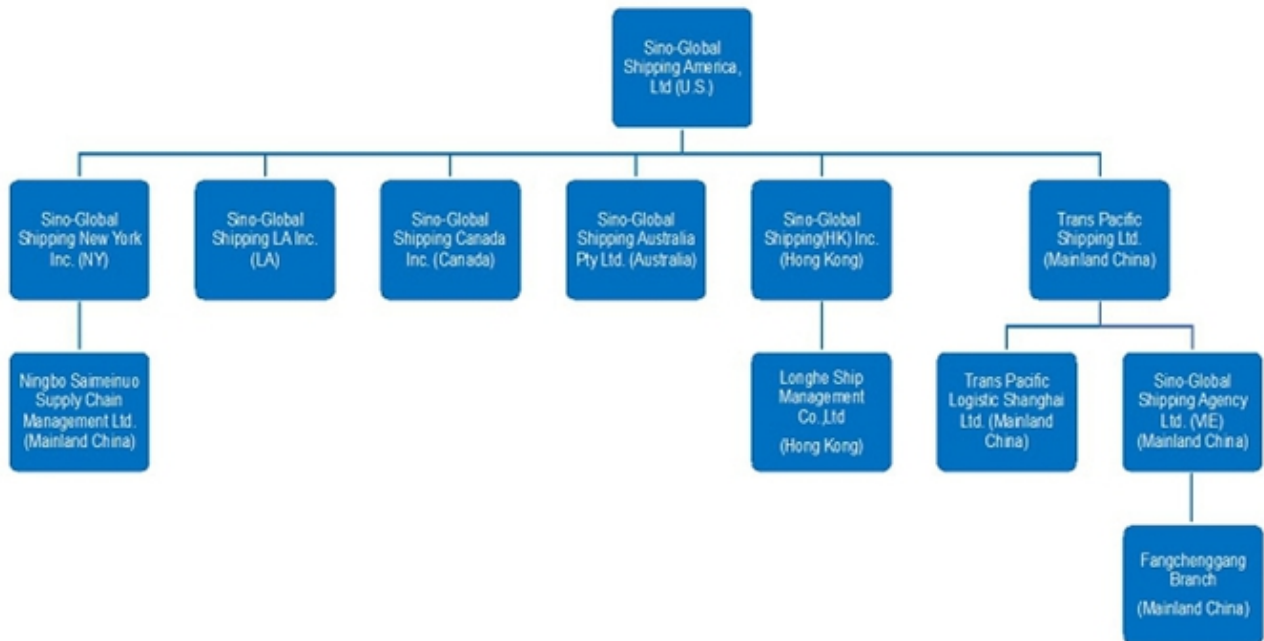 Sino-Global
Shipping America,
Ltd (U.S.)
Sino-Global
Shipping New York
Inc. (NY)
Sino-Global
Shipping LA Inc.
(LA)
Sino-Global
Shipping Canada
Inc. (Canada)
Sino-Global
Shipping Australia
Pty Ltd. (Australia)
Sino-Global
Shipping(HK) Inc.
(Hong Kong)
Trans Pacific
Shipping Ltd.
(Mainland China)
Ningbo Saimeinuo
Supply Chain
Management Ltd.
(Mainland China)
Longhe Ship
Management
Co.,Ltd
(Hong Kong)
Trans Pacific
Logistic Shanghai
Ltd. (Mainland
China)
Sino-Global
Shipping Agency
Ltd. (VIE)
(Mainland China)
Fangchenggang
Branch
(Mainland China)